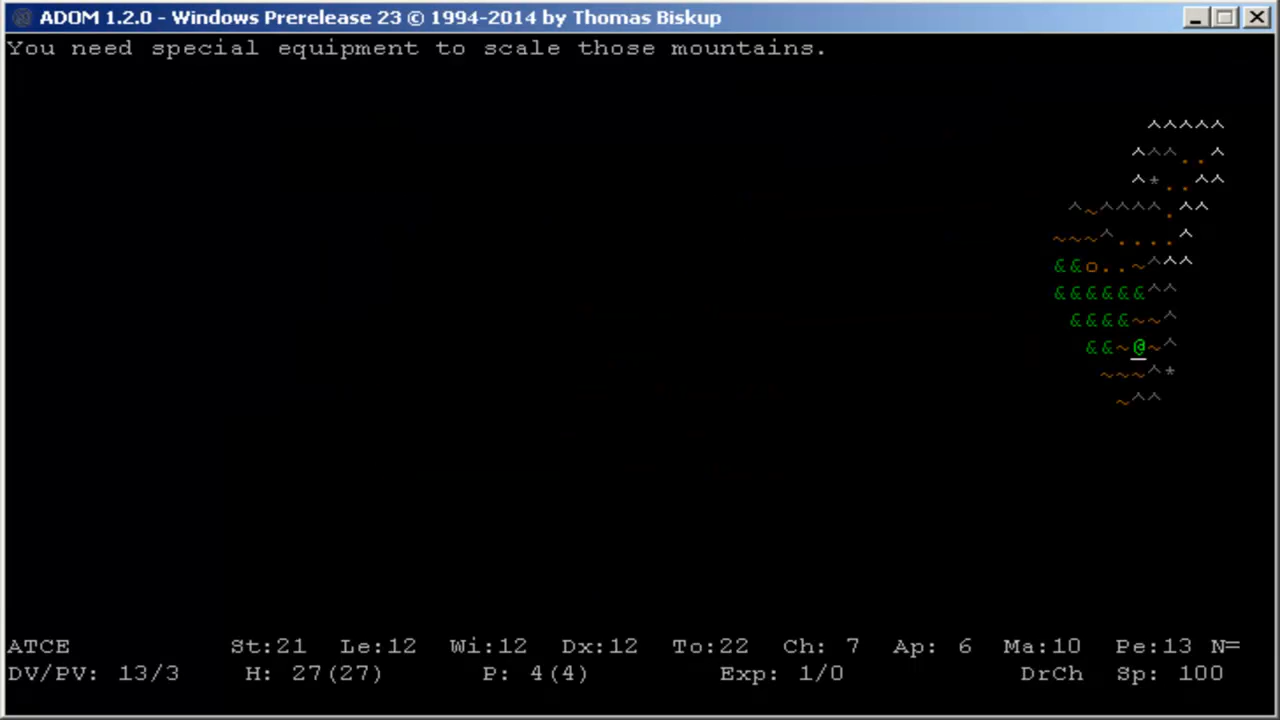 ADOM 1.2.0 - Windows Prerelease 23 © 1994-2014 by Thomas Biskup
You need special equipment to scale those mountains.
^^^^^
^^^..^
^*..^^
^~^^^^.^^
~~~^....^
&&o..~^^^
&&&&&&^^
&&&&~~^
&&~@~^
~~~^*
~^^
ATCE St:21 Le:12 Wi:12 Dx:12 To:22 Ch: 7 Ap: 6 Ma:10 Pe:13 N=
DV/PV: 13/3 H: 27(27) P: 4(4) Exp: 1/0 DrCh Sp: 100